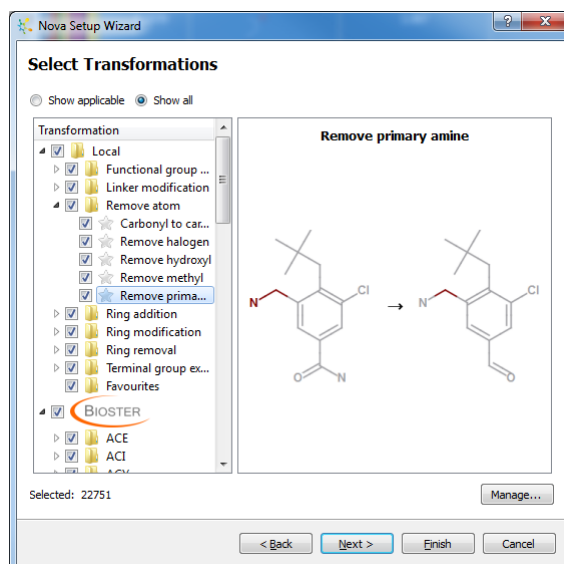 Nova Setup Wizard
Select Transformations
Show applicable Show all
Transformation
Local
Functional group ...
Linker modification
Remove atom
Carbonyl to car...
Remove halogen
Remove hydroxyl
Remove methyl
Remove prima...
Ring addition
Ring modification
Ring removal
Terminal group ex...
Favourites
BIOSTER
ACE
ACI
Remove primary amine
N Cl O N → N Cl O
Selected: 22751
Manage...
< Back Next > Finish Cancel